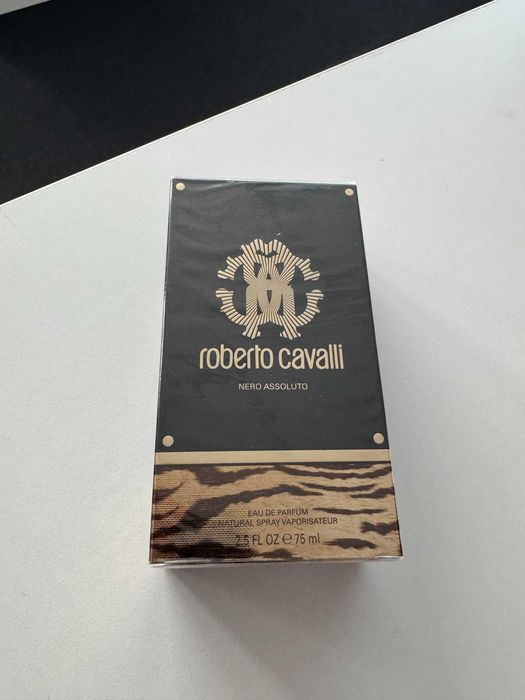 roberto cavalli
NERO ASSOLUTO
EAU DE PARFUM
NATURAL SPRAY VAPORISATEUR
2.5 FL OZ ℮ 75 ml